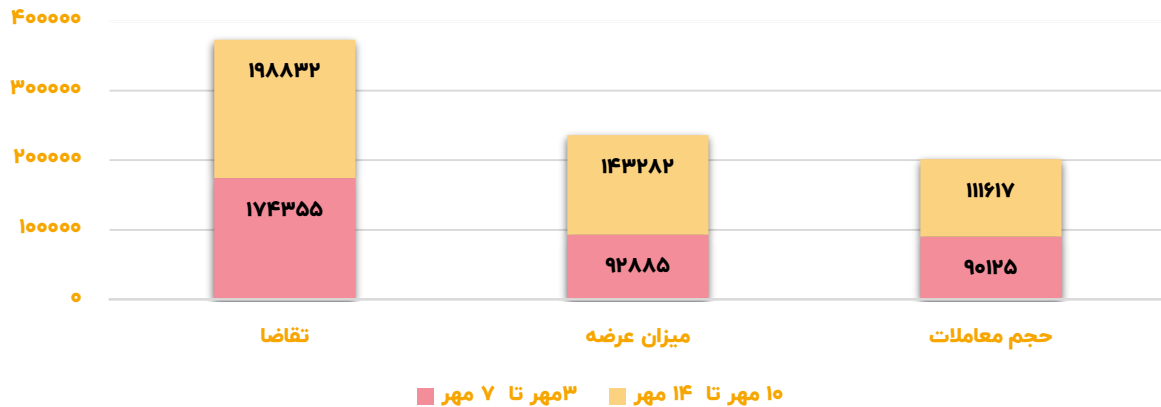 ۴۰۰۰۰۰
۳۰۰۰۰۰
۲۰۰۰۰۰
۱۰۰۰۰۰
۰
۱۹۸۸۳۲
۱۷۴۳۵۵
۱۴۳۲۸۲
۹۲۸۸۵
۱۱۱۶۱۷
۹۰۱۲۵
تقاضا
میزان عرضه
حجم معاملات
۳مهر تا ۷ مهر
۱۰ مهر تا ۱۴ مهر